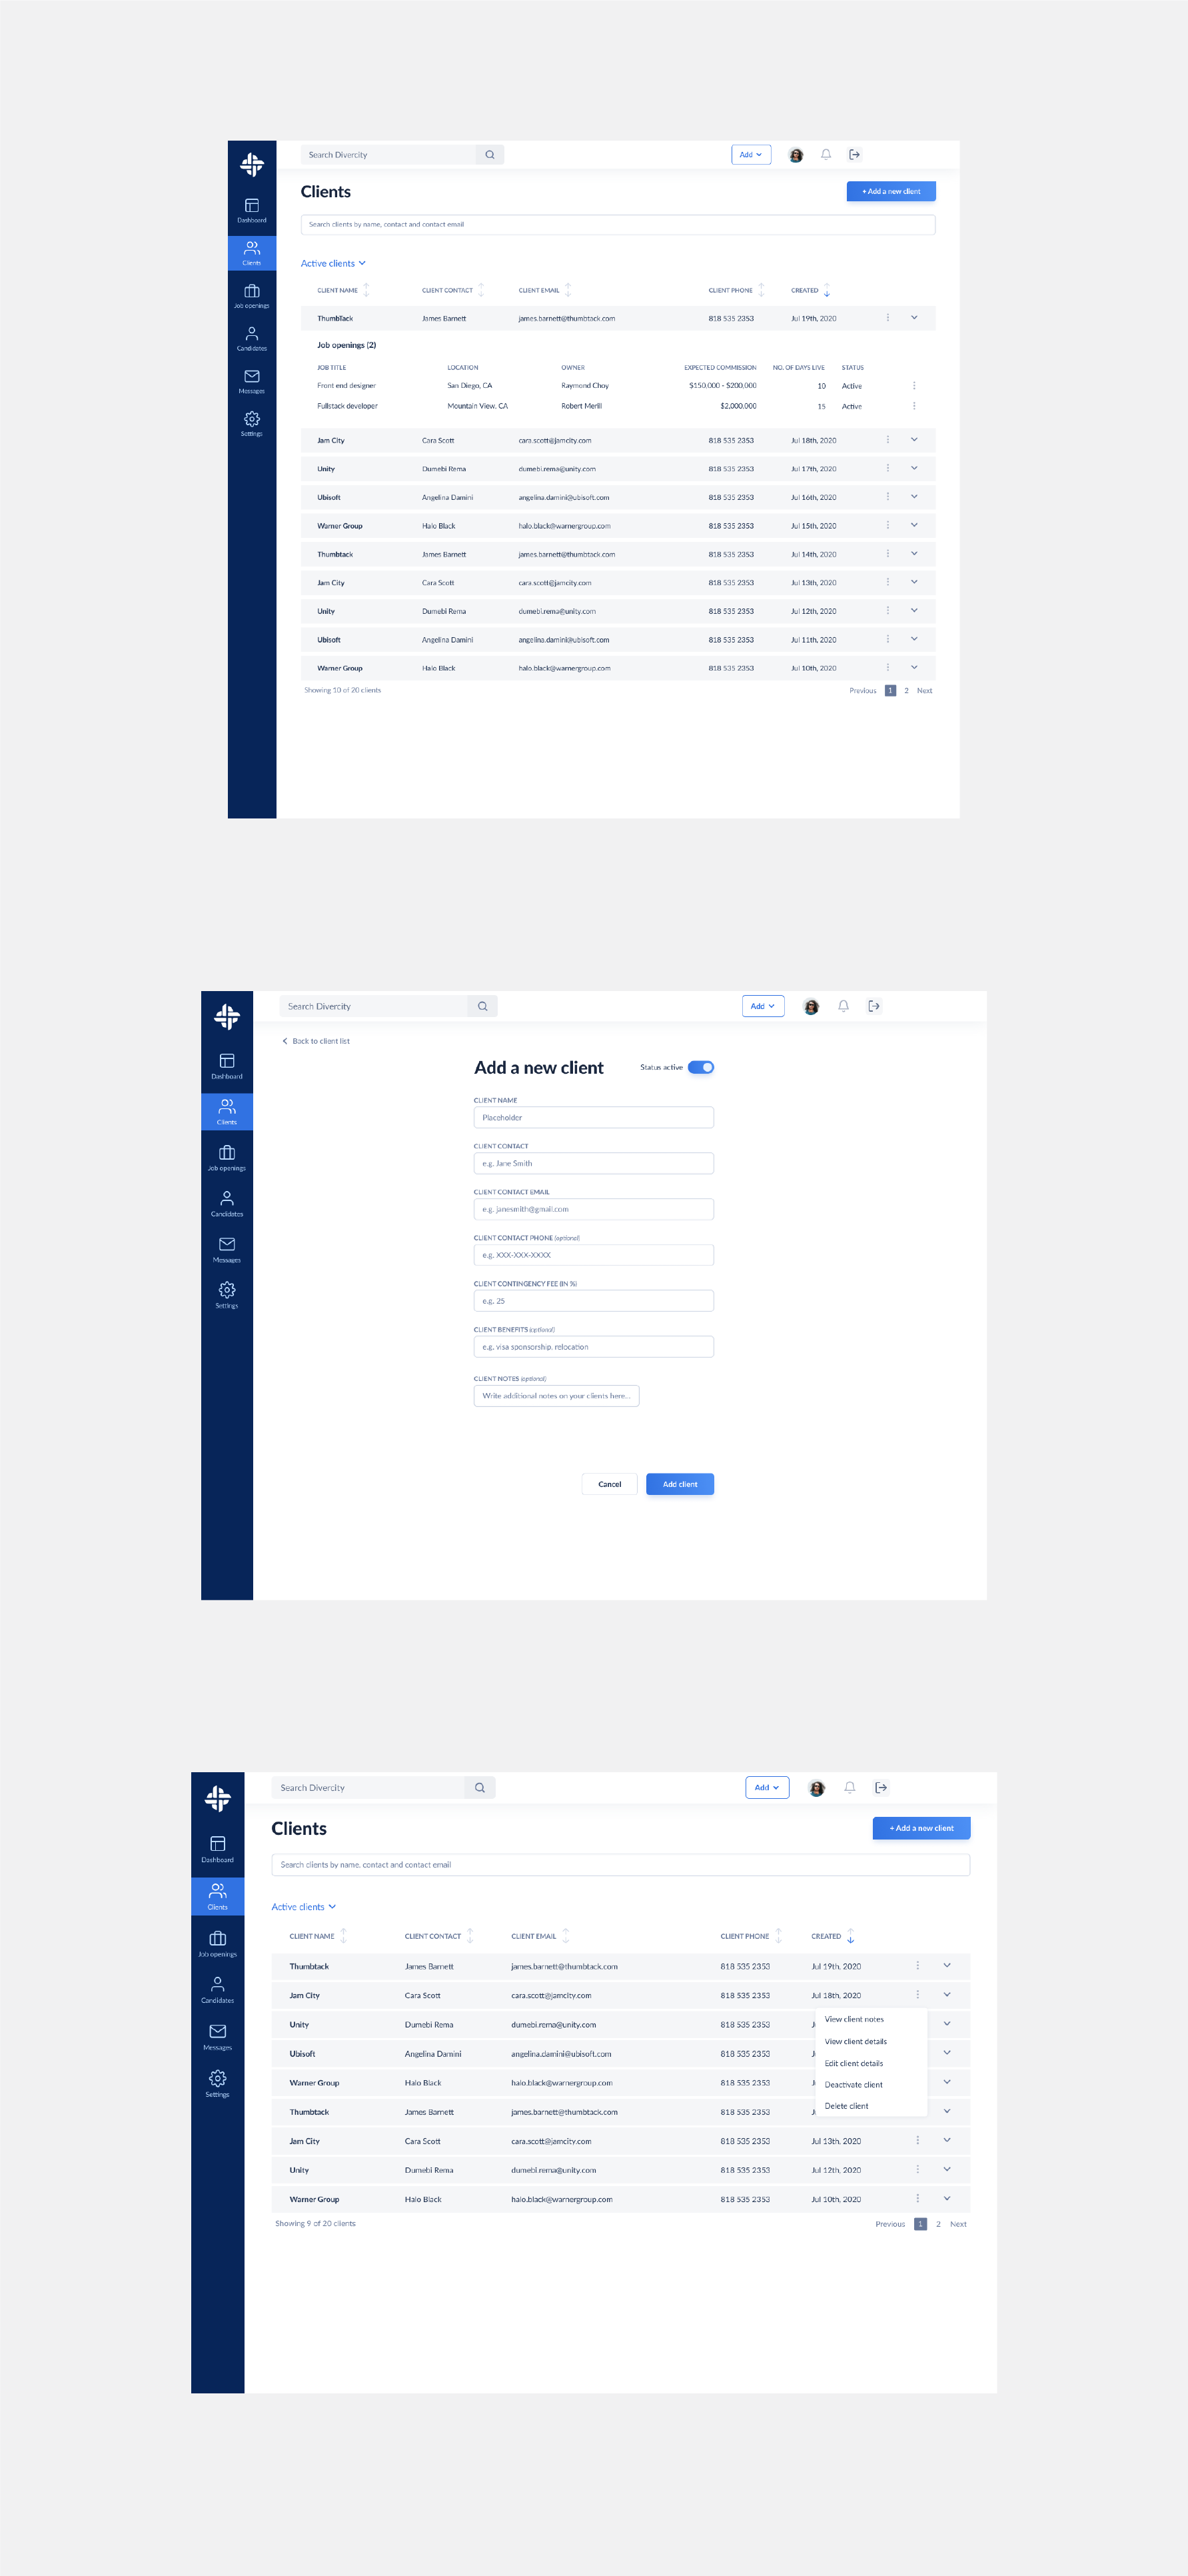 Search Divercity
Add
Dashboard
Clients
Job openings
Candidates
Messages
Settings
Clients
+ Add a new client
Search clients by name, contact and contact email
Active clients
CLIENT NAME CLIENT CONTACT CLIENT EMAIL CLIENT PHONE CREATED
ThumbTack James Barnett james.barnett@thumbtack.com 818 535 2353 Jul 19th, 2020
Job openings (2)
JOB TITLE LOCATION OWNER EXPECTED COMMISSION NO. OF DAYS LIVE STATUS
Front end designer San Diego, CA Raymond Choy $150,000 - $200,000 10 Active
Fullstack developer Mountain View, CA Robert Merill $2,000,000 15 Active
Jam City Cara Scott cara.scott@jamcity.com 818 535 2353 Jul 18th, 2020
Unity Dumebi Rema dumebi.rema@unity.com 818 535 2353 Jul 17th, 2020
Ubisoft Angelina Damini angelina.damini@ubisoft.com 818 535 2353 Jul 16th, 2020
Warner Group Halo Black halo.black@warnergroup.com 818 535 2353 Jul 15th, 2020
Thumbtack James Barnett james.barnett@thumbtack.com 818 535 2353 Jul 14th, 2020
Jam City Cara Scott cara.scott@jamcity.com 818 535 2353 Jul 13th, 2020
Unity Dumebi Rema dumebi.rema@unity.com 818 535 2353 Jul 12th, 2020
Ubisoft Angelina Damini angelina.damini@ubisoft.com 818 535 2353 Jul 11th, 2020
Warner Group Halo Black halo.black@warnergroup.com 818 535 2353 Jul 10th, 2020
Showing 10 of 20 clients Previous 1 2 Next
Search Divercity
Add
Dashboard
Clients
Job openings
Candidates
Messages
Settings
Back to client list
Add a new client
Status active
CLIENT NAME
Placeholder
CLIENT CONTACT
e.g. Jane Smith
CLIENT CONTACT EMAIL
e.g. janesmith@gmail.com
CLIENT CONTACT PHONE (optional)
e.g. XXX-XXX-XXXX
CLIENT CONTINGENCY FEE (IN %)
e.g. 25
CLIENT BENEFITS (optional)
e.g. visa sponsorship, relocation
CLIENT NOTES (optional)
Write additional notes on your clients here...
Cancel
Add client
Search Divercity
Add
Dashboard
Clients
Job openings
Candidates
Messages
Settings
Clients
+ Add a new client
Search clients by name, contact and contact email
Active clients
CLIENT NAME CLIENT CONTACT CLIENT EMAIL CLIENT PHONE CREATED
Thumbtack James Barnett james.barnett@thumbtack.com 818 535 2353 Jul 19th, 2020
Jam City Cara Scott cara.scott@jamcity.com 818 535 2353 Jul 18th, 2020
Unity Dumebi Rema dumebi.rema@unity.com 818 535 2353
Ubisoft Angelina Damini angelina.damini@ubisoft.com 818 535 2353
Warner Group Halo Black halo.black@warnergroup.com 818 535 2353
Thumbtack James Barnett james.barnett@thumbtack.com 818 535 2353
View client notes
View client details
Edit client details
Deactivate client
Delete client
Jam City Cara Scott cara.scott@jamcity.com 818 535 2353 Jul 13th, 2020
Unity Dumebi Rema dumebi.rema@unity.com 818 535 2353 Jul 12th, 2020
Warner Group Halo Black halo.black@warnergroup.com 818 535 2353 Jul 10th, 2020
Showing 9 of 20 clients Previous 1 2 Next